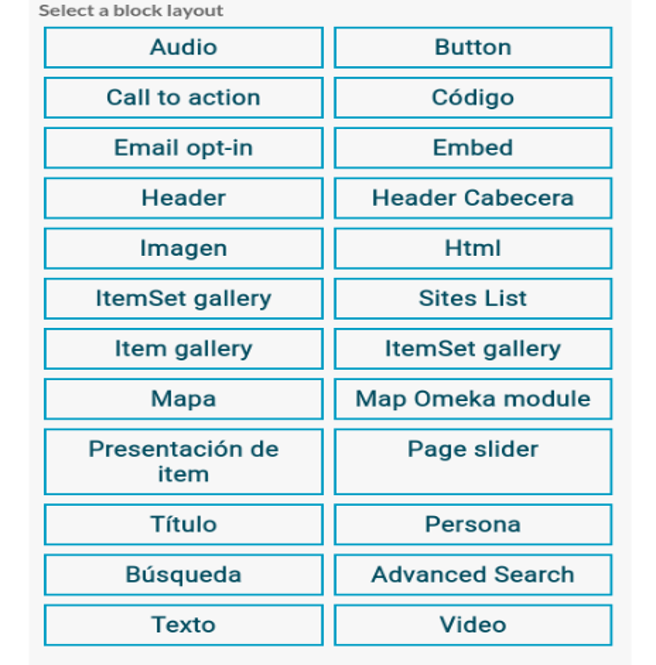 Select a block layout
Audio
Button
Call to action
Código
Email opt-in
Embed
Header
Header Cabecera
Imagen
Html
ItemSet gallery
Sites List
Item gallery
ItemSet gallery
Mapa
Map Omeka module
Presentación de
item
Page slider
Título
Persona
Búsqueda
Advanced Search
Texto
Video